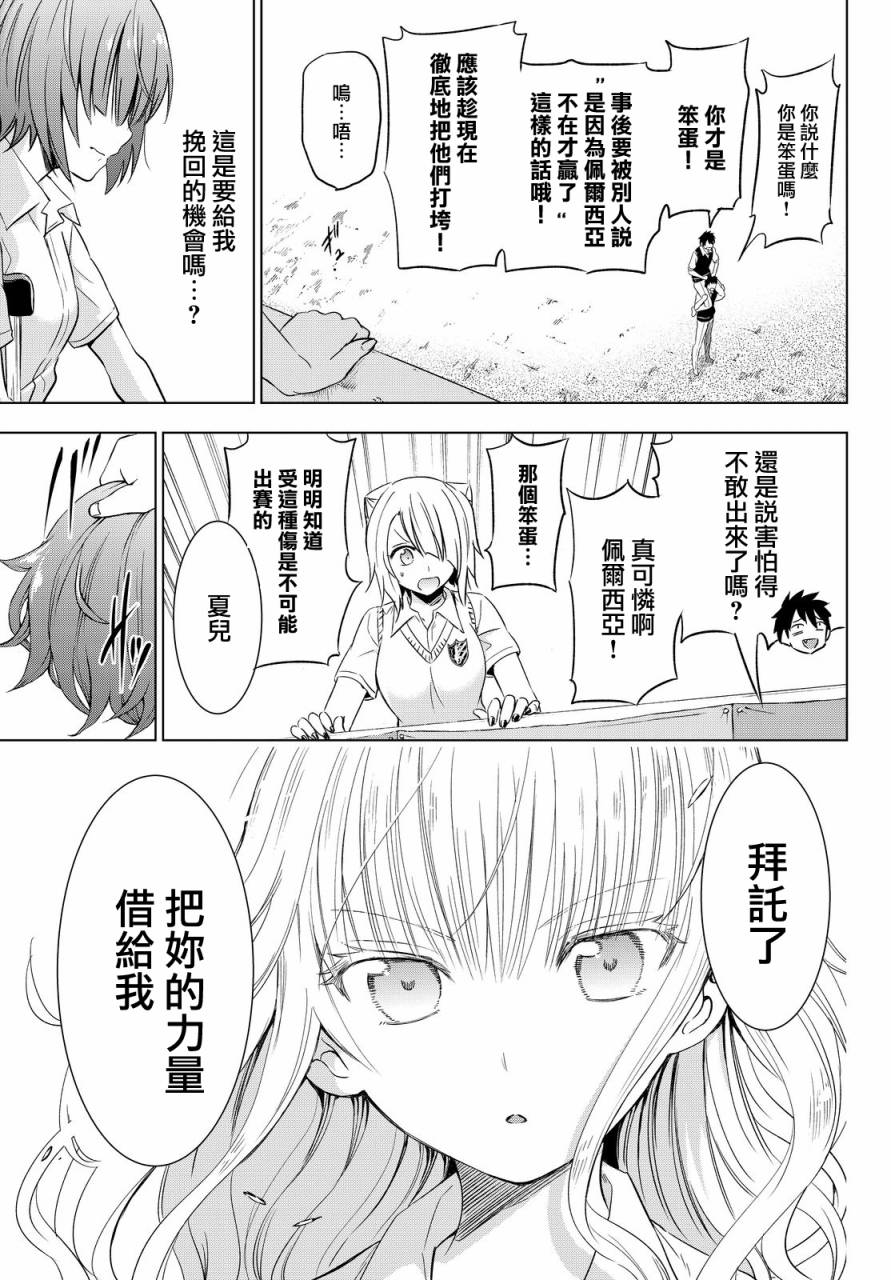 你說什麼
你是笨蛋嗎！
你才是
笨蛋！
事後要被別人説
“是因為佩爾西亞
不在才贏了”
這樣的話哦！
應該趁現在
徹底地把他們打垮！
嗚…唔…
這是要給我
挽回的機會嗎…？
還是説害怕得
不敢出來了嗎？
真可憐啊
佩爾西亞！
那個笨蛋…
明明知道
受這種傷是不可能
出賽的
夏兒
拜託了
把妳的力量
借給我